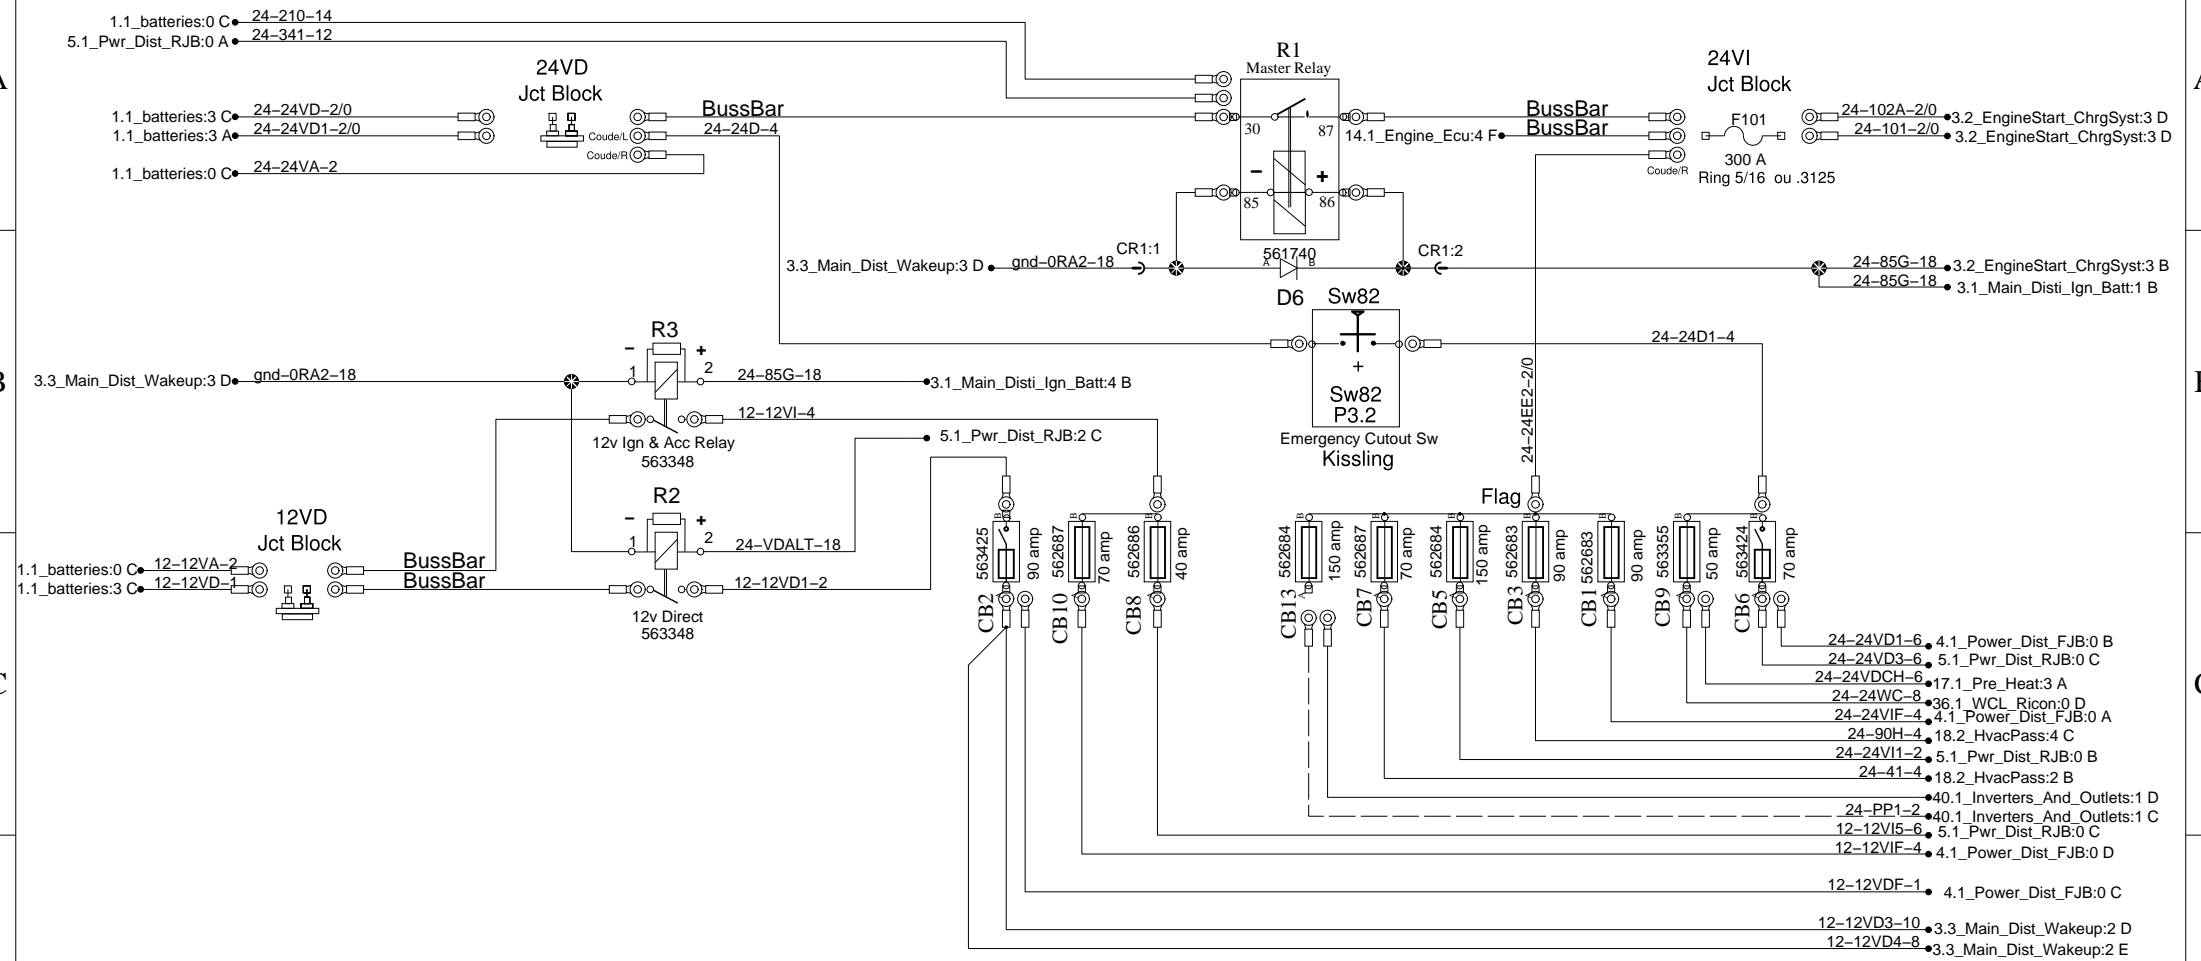 1.1_batteries:0 C
24-210-14
5.1_Pwr_Dist_RJB:0 A
24-341-12
R1
Master Relay
24VD
Jct Block
24VI
Jct Block
A
A
1.1_batteries:3 C
24-24VD-2/0
1.1_batteries:3 A
24-24VD1-2/0
Coude/L
Coude/R
BussBar
24-24D-4
30
87
14.1_Engine_Ecu:4 F
BussBar
BussBar
F101
300 A
Ring 5/16 ou .3125
Coude/R
24-102A-2/0
3.2_EngineStart_ChrgSyst:3 D
24-101-2/0
3.2_EngineStart_ChrgSyst:3 D
1.1_batteries:0 C
24-24VA-2
- +
85
86
561740
A
B
D6
3.3_Main_Dist_Wakeup:3 D
gnd-0RA2-18
CR1:1
CR1:2
24-85G-18
3.2_EngineStart_ChrgSyst:3 B
24-85G-18
3.1_Main_Disti_Ign_Batt:1 B
Sw82
+
Sw82
P3.2
Emergency Cutout Sw
Kissling
24-24D1-4
24-24EE2-2/0
B
R3
- +
1
2
3.3_Main_Dist_Wakeup:3 D
gnd-0RA2-18
24-85G-18
3.1_Main_Disti_Ign_Batt:4 B
12-12VI-4
12v Ign & Acc Relay
563348
5.1_Pwr_Dist_RJB:2 C
R2
- +
1
2
24-VDALT-18
12-12VD1-2
12v Direct
563348
12VD
Jct Block
1.1_batteries:0 C
12-12VA-2
1.1_batteries:3 C
12-12VD-1
BussBar
BussBar
Flag
563425
90 amp
CB2
562687
70 amp
CB10
562686
40 amp
CB8
562684
150 amp
CB13
562687
70 amp
CB7
562684
150 amp
CB5
562683
90 amp
CB3
562683
90 amp
CB1
563355
50 amp
CB9
563424
70 amp
CB6
C
24-24VD1-6
4.1_Power_Dist_FJB:0 B
24-24VD3-6
5.1_Pwr_Dist_RJB:0 C
24-24VDCH-6
17.1_Pre_Heat:3 A
24-24WC-8
36.1_WCL_Ricon:0 D
24-24VIF-4
4.1_Power_Dist_FJB:0 A
24-90H-4
18.2_HvacPass:4 C
24-24VI1-2
5.1_Pwr_Dist_RJB:0 B
24-41-4
18.2_HvacPass:2 B
40.1_Inverters_And_Outlets:1 D
24-PP1-2
40.1_Inverters_And_Outlets:1 C
12-12VI5-6
5.1_Pwr_Dist_RJB:0 C
12-12VIF-4
4.1_Power_Dist_FJB:0 D
12-12VDF-1
4.1_Power_Dist_FJB:0 C
12-12VD3-10
3.3_Main_Dist_Wakeup:2 D
12-12VD4-8
3.3_Main_Dist_Wakeup:2 E